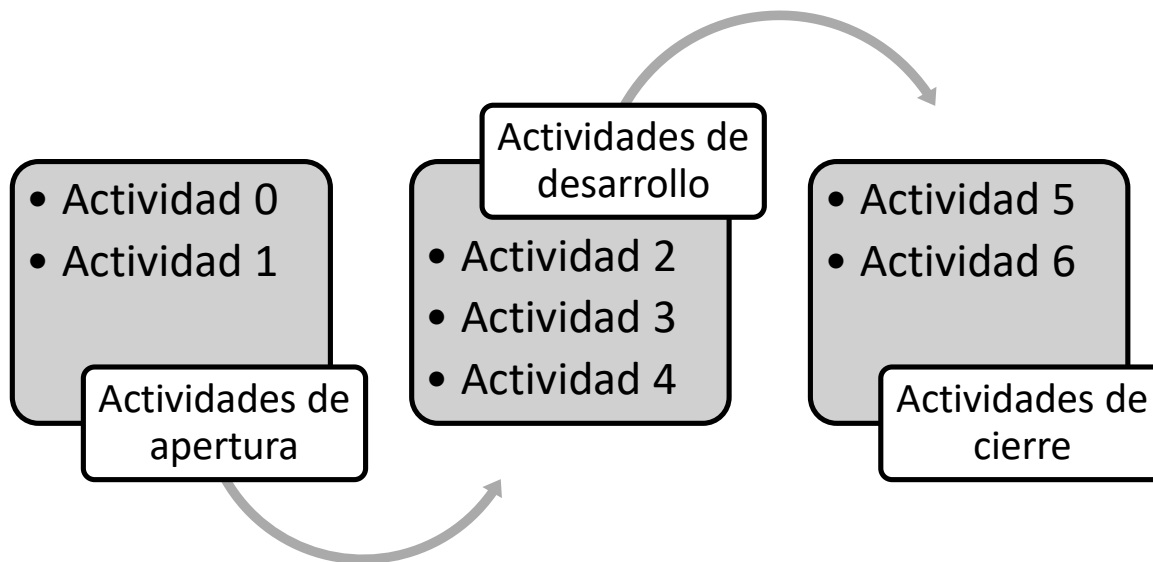 • Actividad 0
• Actividad 1
Actividades de
apertura
Actividades de
desarrollo
• Actividad 2
• Actividad 3
• Actividad 4
• Actividad 5
• Actividad 6
Actividades de
cierre